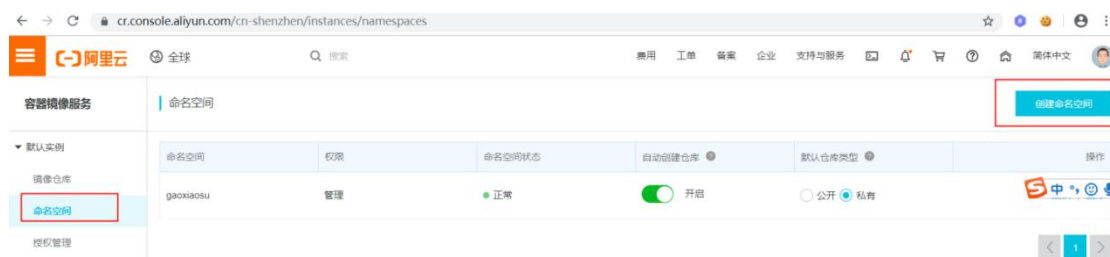 cr.console.aliyun.com/cn-shenzhen/instances/namespaces
阿里云 全球 搜索 费用 工单 备案 企业 支持与服务 简体中文
容器镜像服务 命名空间 创建命名空间
默认实例
命名空间 权限 命名空间状态 自动创建仓库 默认仓库类型 操作
镜像仓库
gaoxiaosu 管理 正常 开启 公开 私有
中
命名空间
授权管理
1